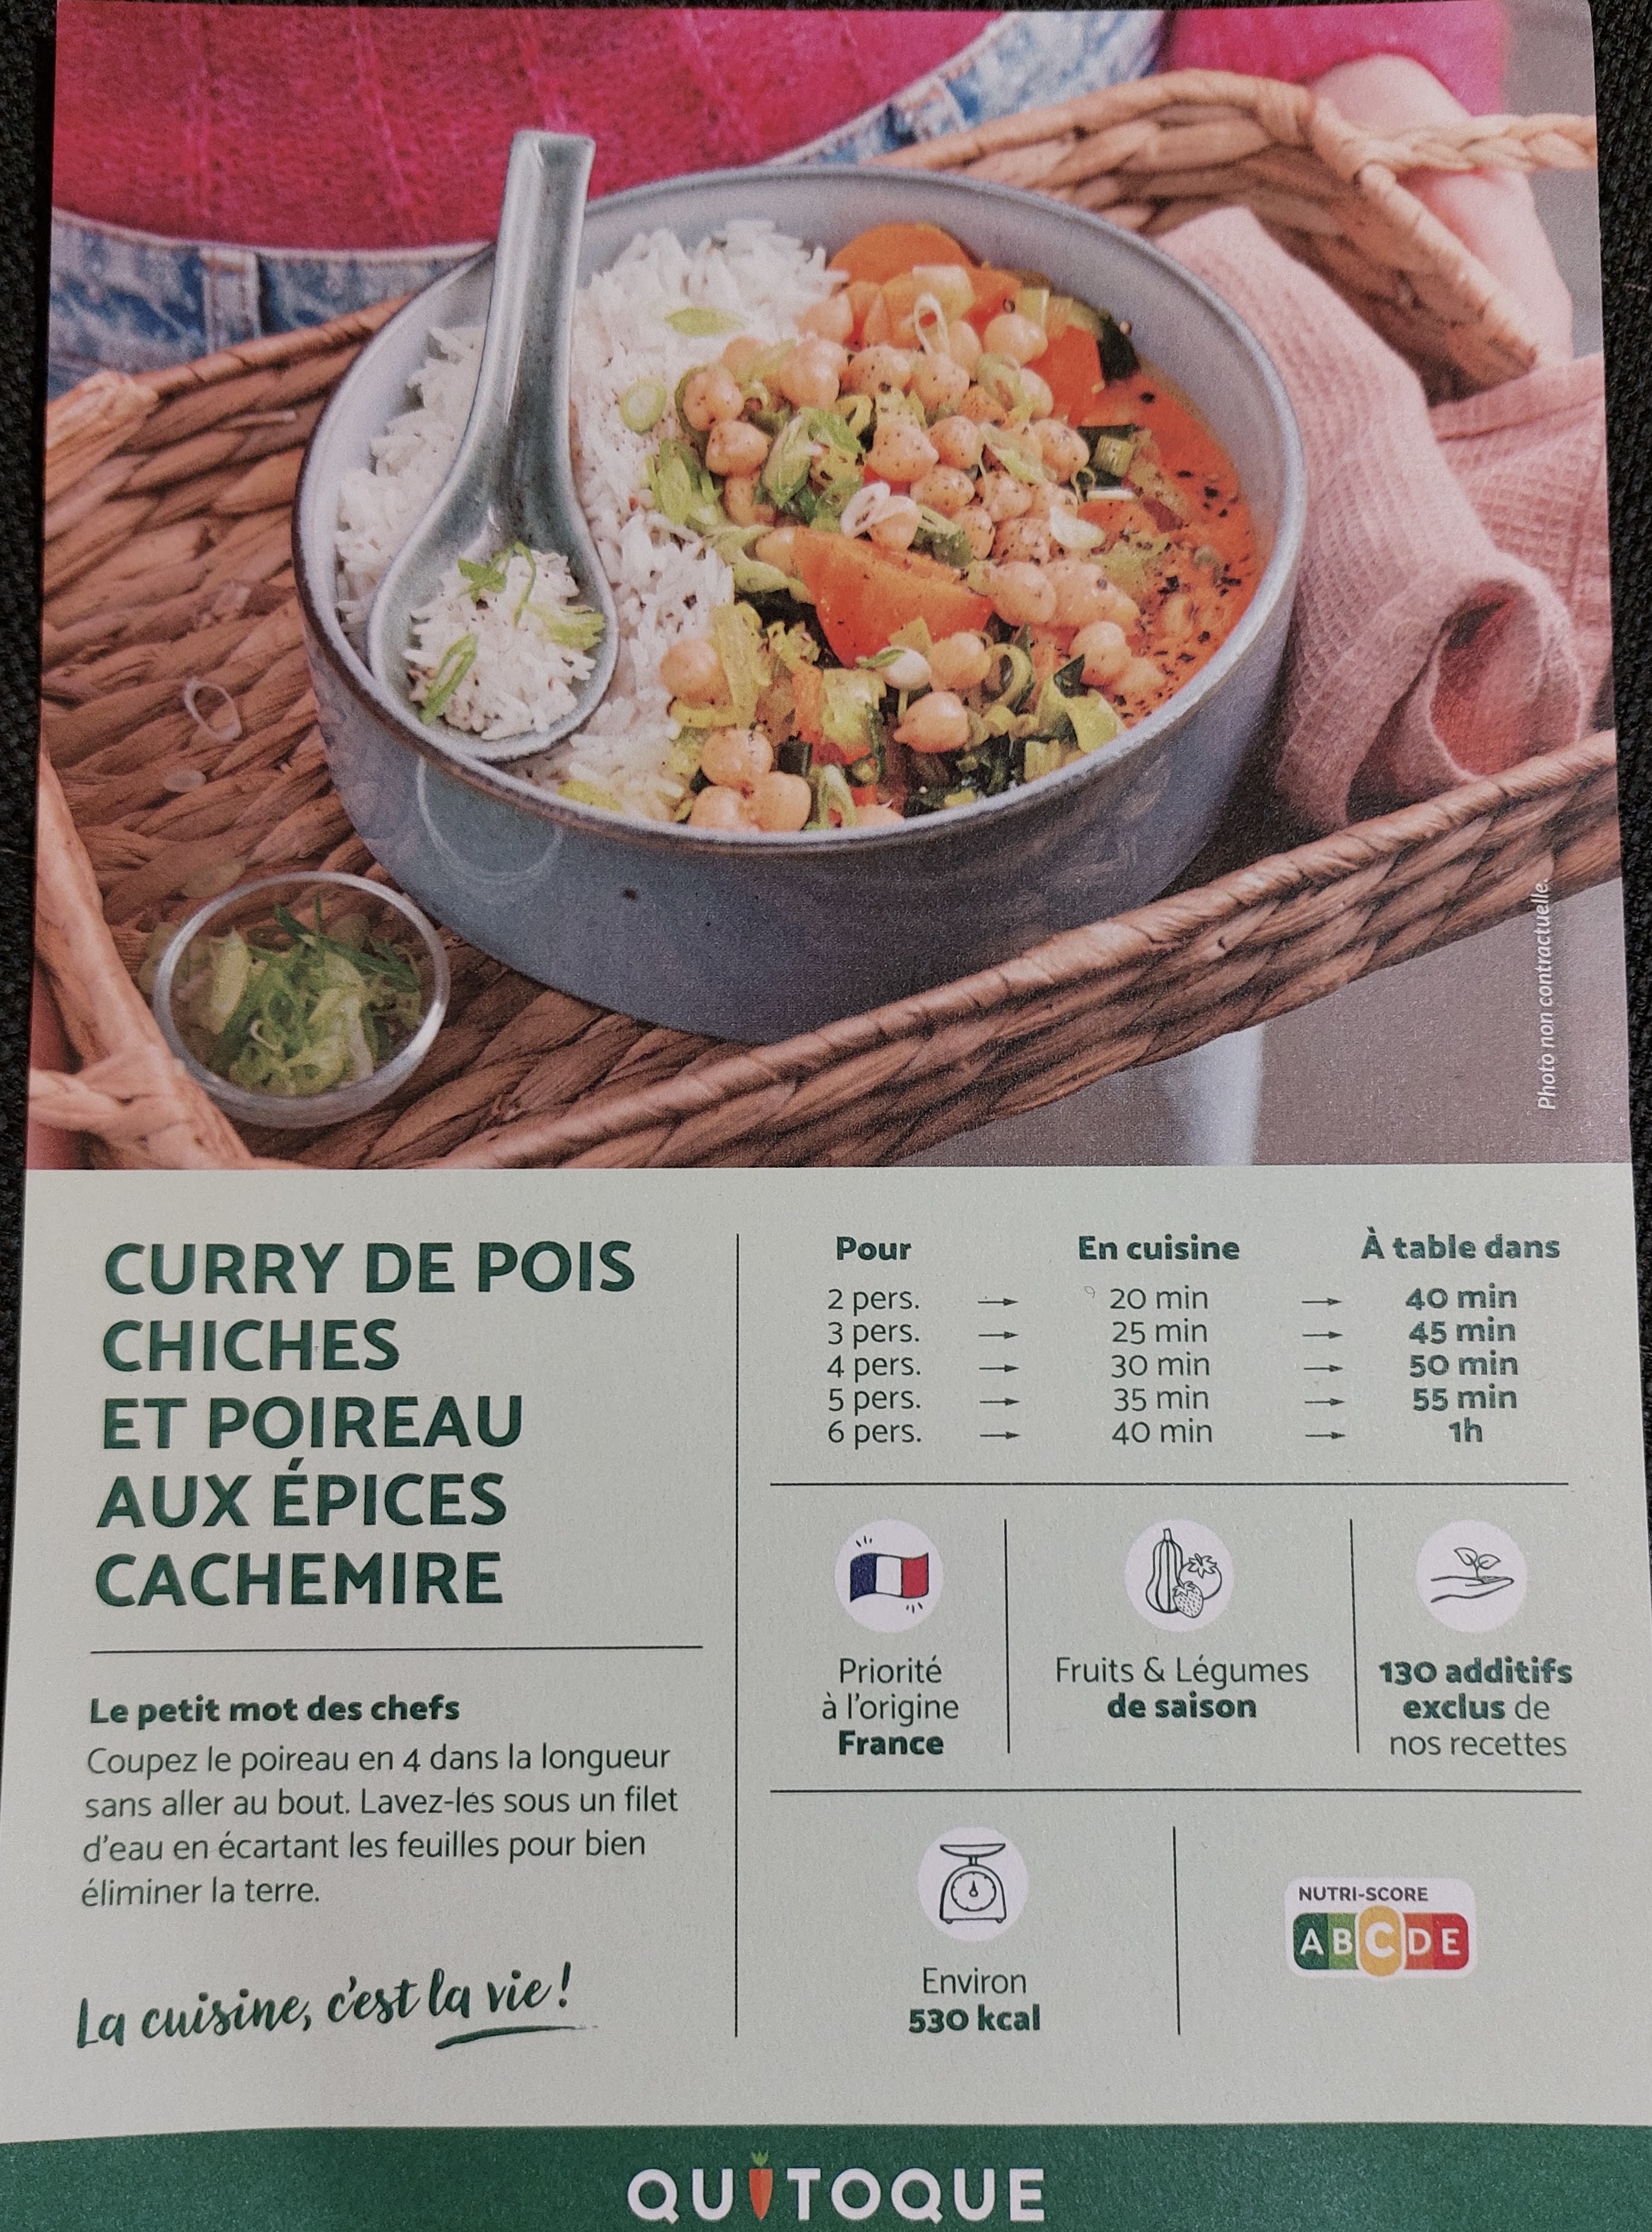 Photo non contractuelle.
CURRY DE POIS
CHICHES
ET POIREAU
AUX ÉPICES
CACHEMIRE
Le petit mot des chefs
Coupez le poireau en 4 dans la longueur
sans aller au bout. Lavez-les sous un filet
d'eau en écartant les feuilles pour bien
éliminer la terre.
La cuisine, c'est la vie !
Pour En cuisine À table dans
2 pers. → 20 min → 40 min
3 pers. → 25 min → 45 min
4 pers. → 30 min → 50 min
5 pers. → 35 min → 55 min
6 pers. → 40 min → 1h
Priorité
à l'origine
France
Fruits & Légumes
de saison
130 additifs
exclus de
nos recettes
Environ
530 kcal
NUTRI-SCORE
A B C D E
QUITOQUE